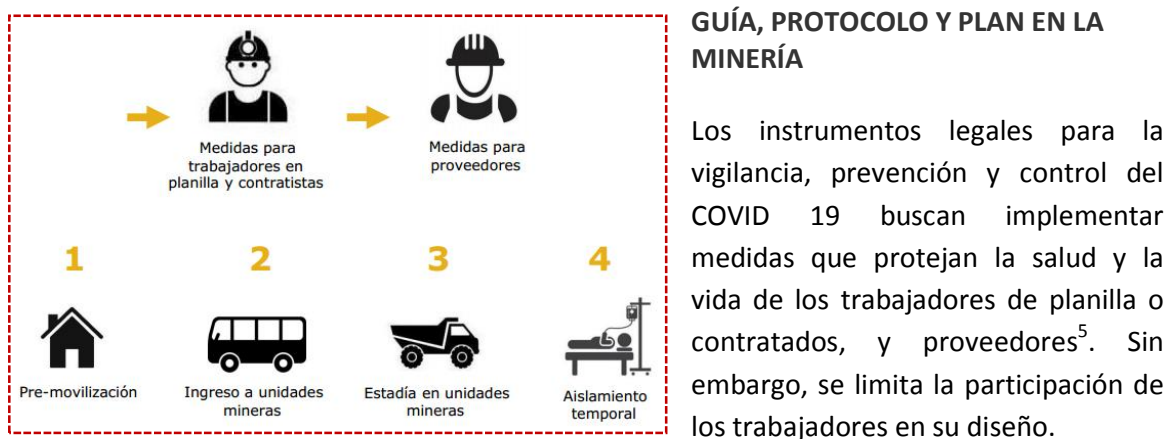 Medidas para
trabajadores en
planilla y contratistas
Medidas para
proveedores
1
2
3
4
Pre-movilización
Ingreso a unidades
mineras
Estadía en unidades
mineras
Aislamiento
temporal
GUÍA, PROTOCOLO Y PLAN EN LA
MINERÍA
Los instrumentos legales para la
vigilancia, prevención y control del
COVID 19 buscan implementar
medidas que protejan la salud y la
vida de los trabajadores de planilla o
contratados, y proveedores⁵. Sin
embargo, se limita la participación de
los trabajadores en su diseño.